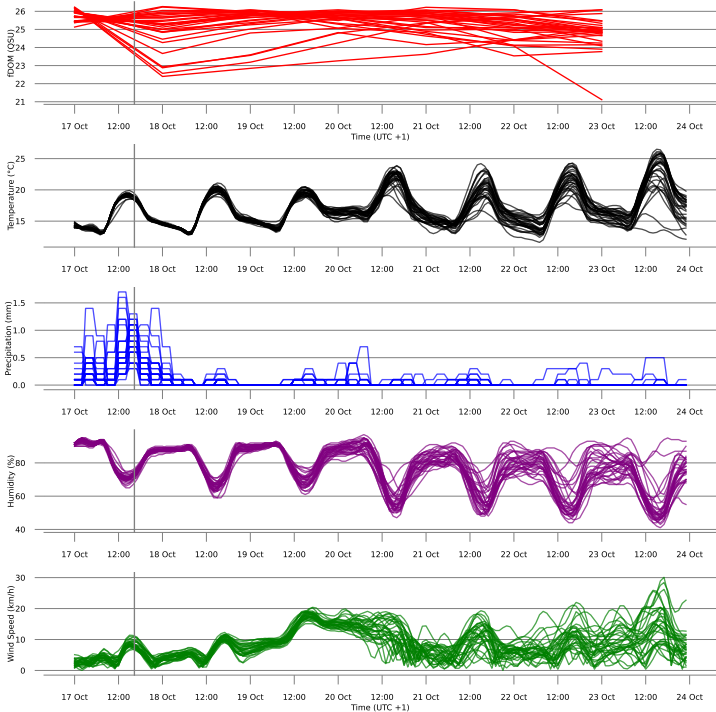 fDOM (QSU)
26
25
24
23
22
21
17 Oct 12:00 18 Oct 12:00 19 Oct 12:00 20 Oct 12:00 21 Oct 12:00 22 Oct 12:00 23 Oct 12:00 24 Oct
Time (UTC +1)
Temperature (°C)
25
20
15
17 Oct 12:00 18 Oct 12:00 19 Oct 12:00 20 Oct 12:00 21 Oct 12:00 22 Oct 12:00 23 Oct 12:00 24 Oct
Precipitation (mm)
1.5
1.0
0.5
0.0
17 Oct 12:00 18 Oct 12:00 19 Oct 12:00 20 Oct 12:00 21 Oct 12:00 22 Oct 12:00 23 Oct 12:00 24 Oct
Humidity (%)
80
60
40
17 Oct 12:00 18 Oct 12:00 19 Oct 12:00 20 Oct 12:00 21 Oct 12:00 22 Oct 12:00 23 Oct 12:00 24 Oct
Wind Speed (km/h)
30
20
10
0
17 Oct 12:00 18 Oct 12:00 19 Oct 12:00 20 Oct 12:00 21 Oct 12:00 22 Oct 12:00 23 Oct 12:00 24 Oct
Time (UTC +1)